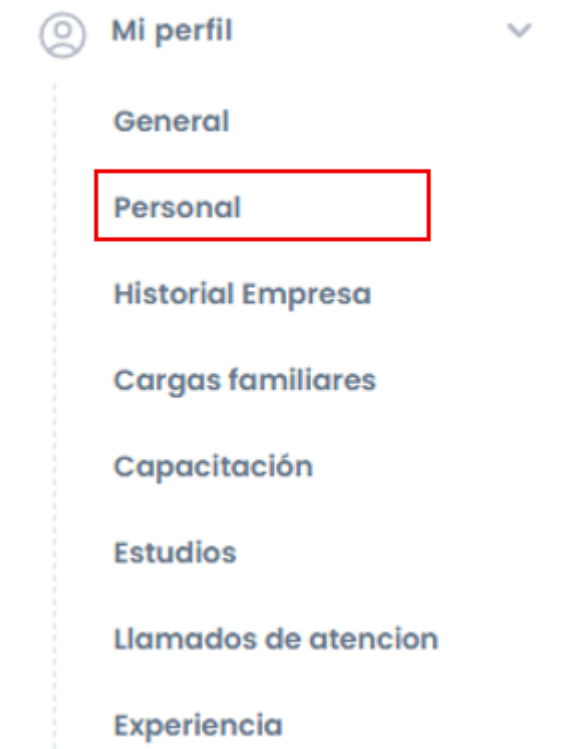 Mi perfil
General
Personal
Historial Empresa
Cargas familiares
Capacitación
Estudios
Llamados de atencion
Experiencia